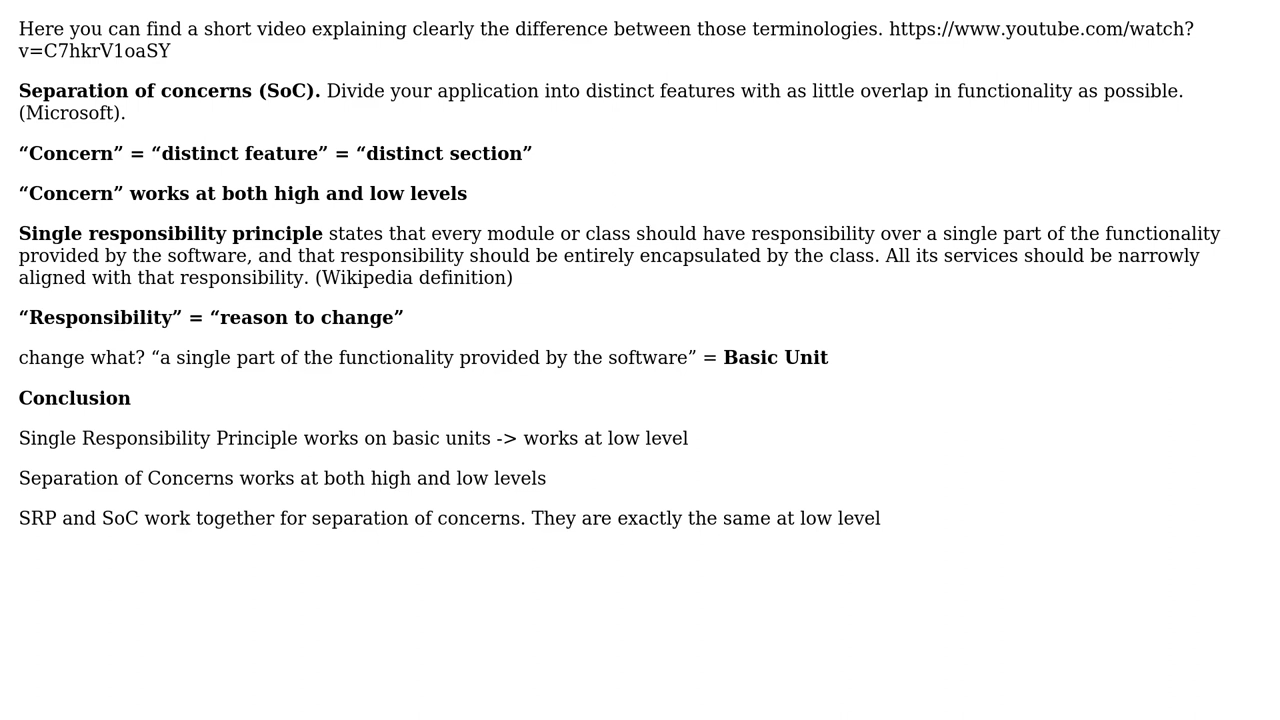 Here you can find a short video explaining clearly the difference between those terminologies. https://www.youtube.com/watch?
v=C7hkrV1oaSY
Separation of concerns (SoC). Divide your application into distinct features with as little overlap in functionality as possible.
(Microsoft).
“Concern” = “distinct feature” = “distinct section”
“Concern” works at both high and low levels
Single responsibility principle states that every module or class should have responsibility over a single part of the functionality
provided by the software, and that responsibility should be entirely encapsulated by the class. All its services should be narrowly
aligned with that responsibility. (Wikipedia definition)
“Responsibility” = “reason to change”
change what? “a single part of the functionality provided by the software” = Basic Unit
Conclusion
Single Responsibility Principle works on basic units -> works at low level
Separation of Concerns works at both high and low levels
SRP and SoC work together for separation of concerns. They are exactly the same at low level